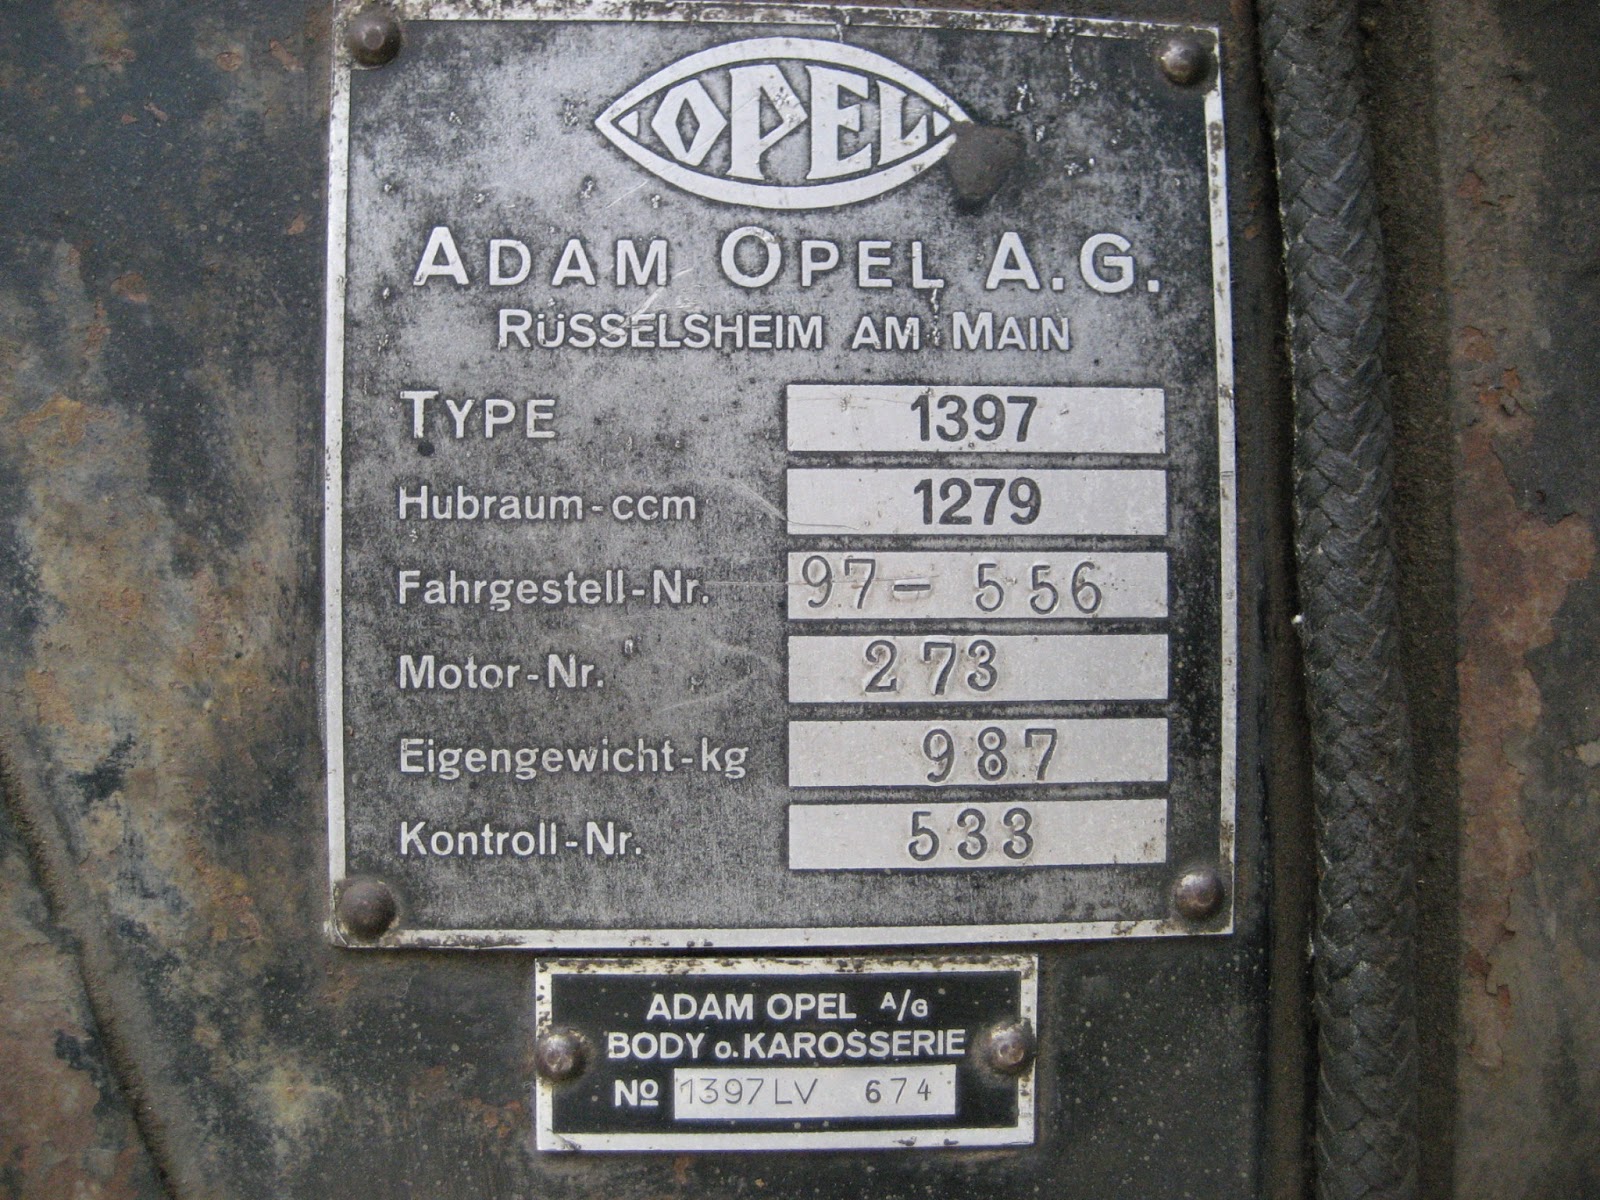 OPEL
ADAM OPEL A.G.
RÜSSELSHEIM AM MAIN
TYPE 1397
Hubraum-ccm 1279
Fahrgestell-Nr. 97- 556
Motor-Nr. 273
Eigengewicht-kg 987
Kontroll-Nr. 533
ADAM OPEL A/G
BODY o. KAROSSERIE
No 1397LV 674